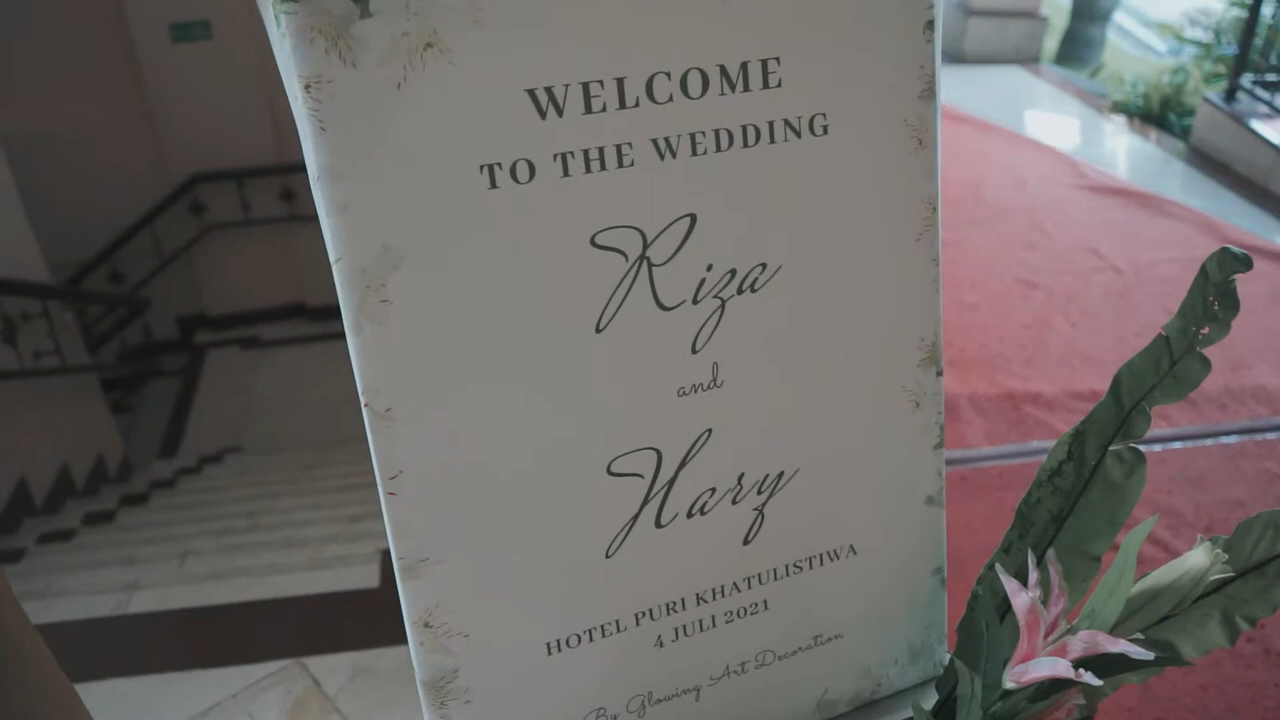 WELCOME
TO THE WEDDING
Riza
and
Hary
HOTEL PURI KHATULISTIWA
4 JULI 2021
By Glowing Art Decoration